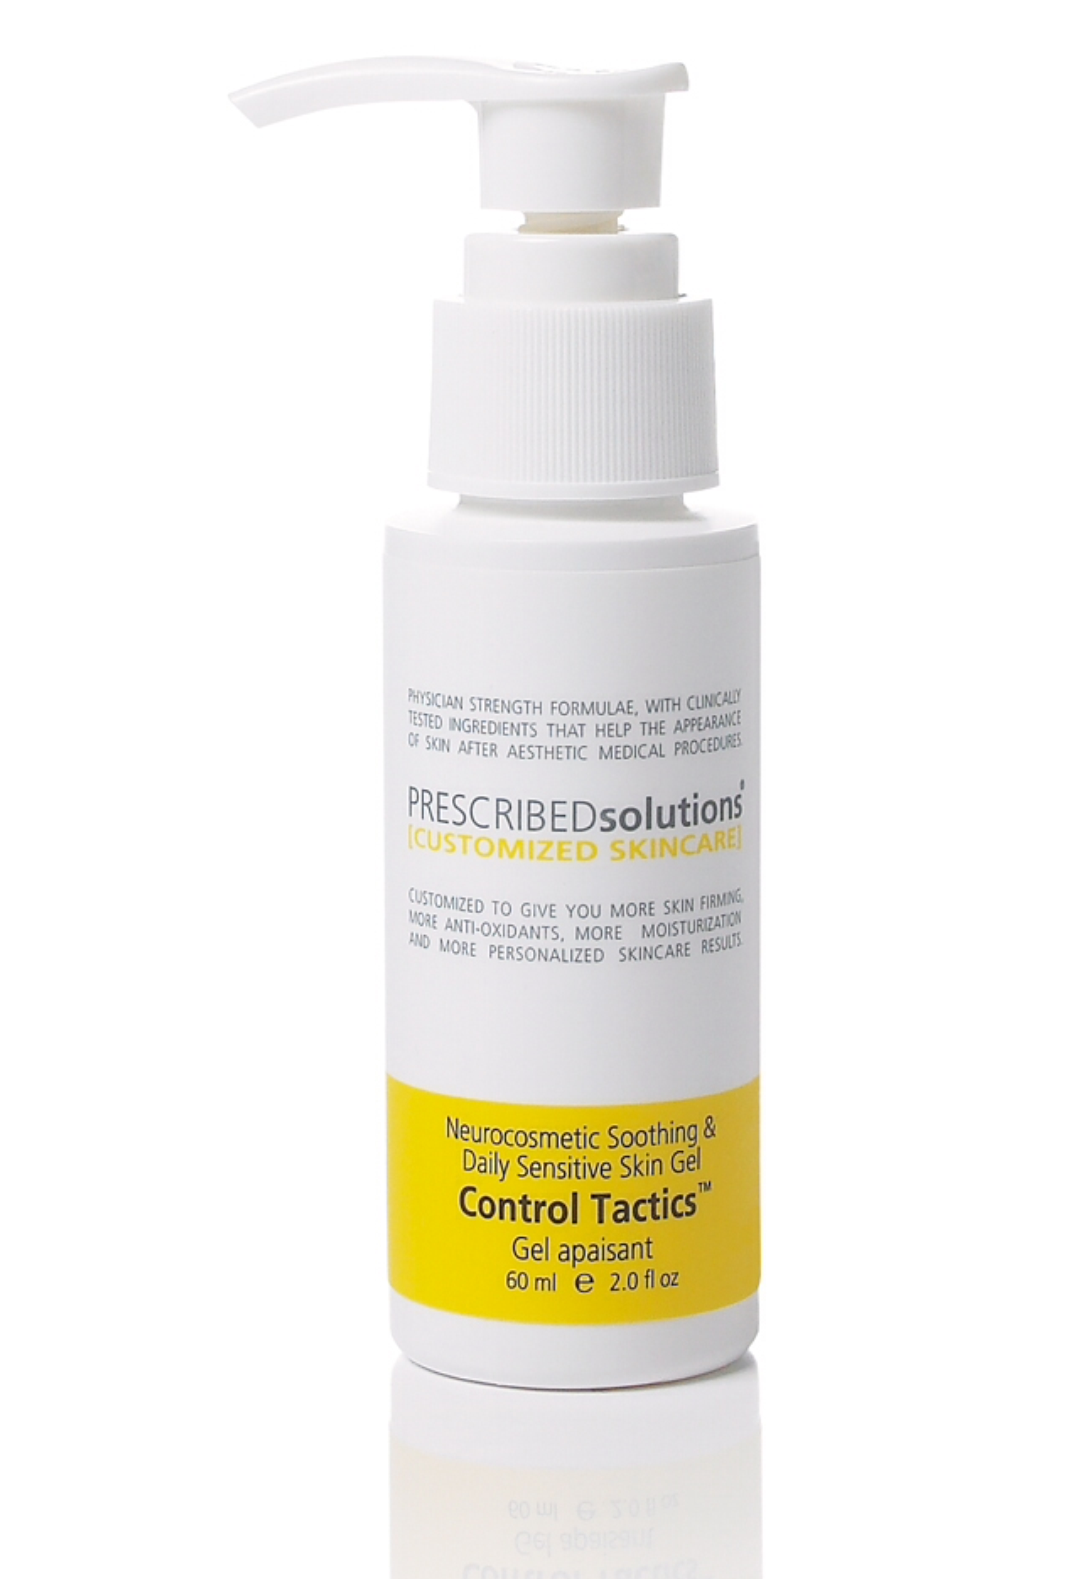 PHYSICIAN STRENGTH FORMULAE, WITH CLINICALLY
TESTED INGREDIENTS THAT HELP THE APPEARANCE
OF SKIN AFTER AESTHETIC MEDICAL PROCEDURES.
PRESCRIBEDsolutions®
[CUSTOMIZED SKINCARE]
CUSTOMIZED TO GIVE YOU MORE SKIN FIRMING,
MORE ANTI-OXIDANTS, MORE MOISTURIZATION
AND MORE PERSONALIZED SKINCARE RESULTS.
Neurocosmetic Soothing &
Daily Sensitive Skin Gel
Control Tactics™
Gel apaisant
60 ml ℮ 2.0 fl oz